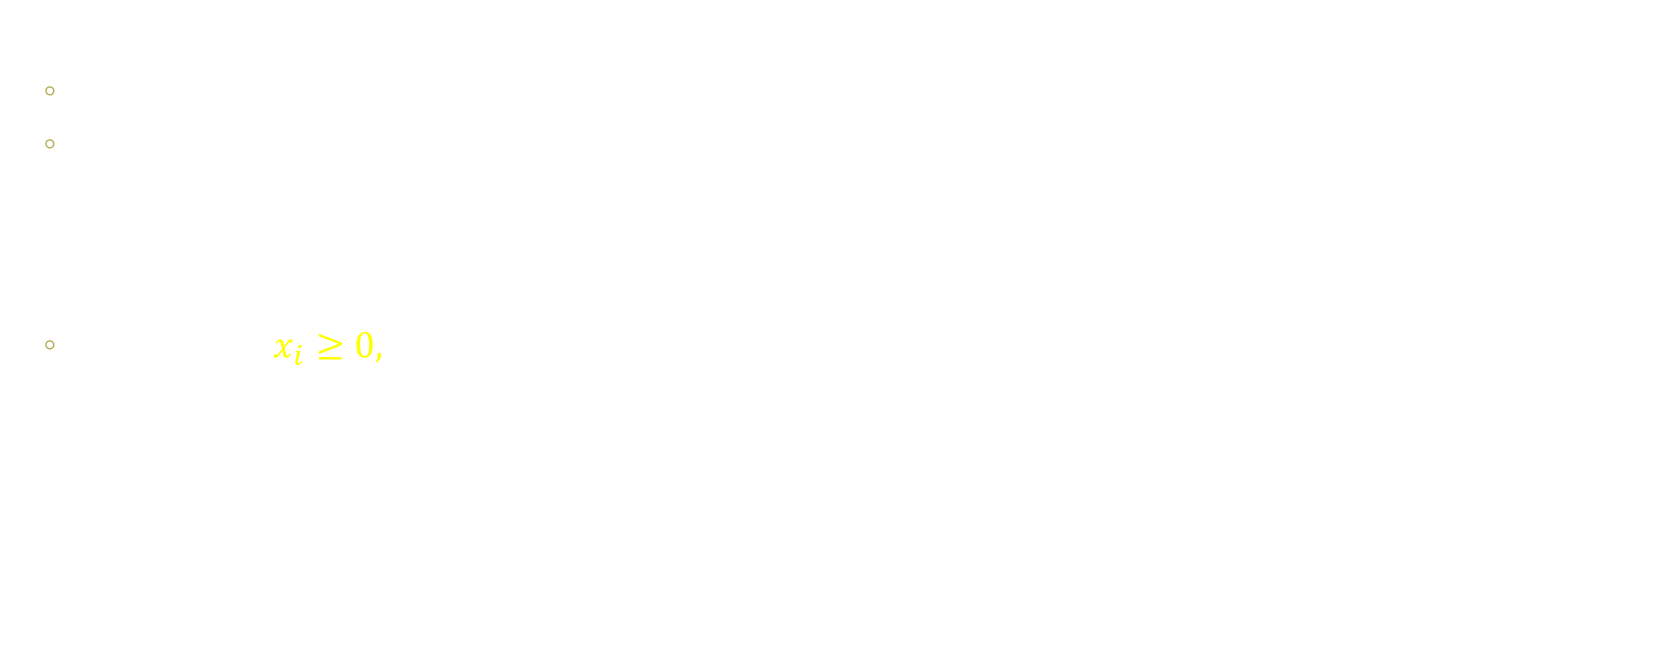 ◦
◦
◦ xᵢ ≥ 0,